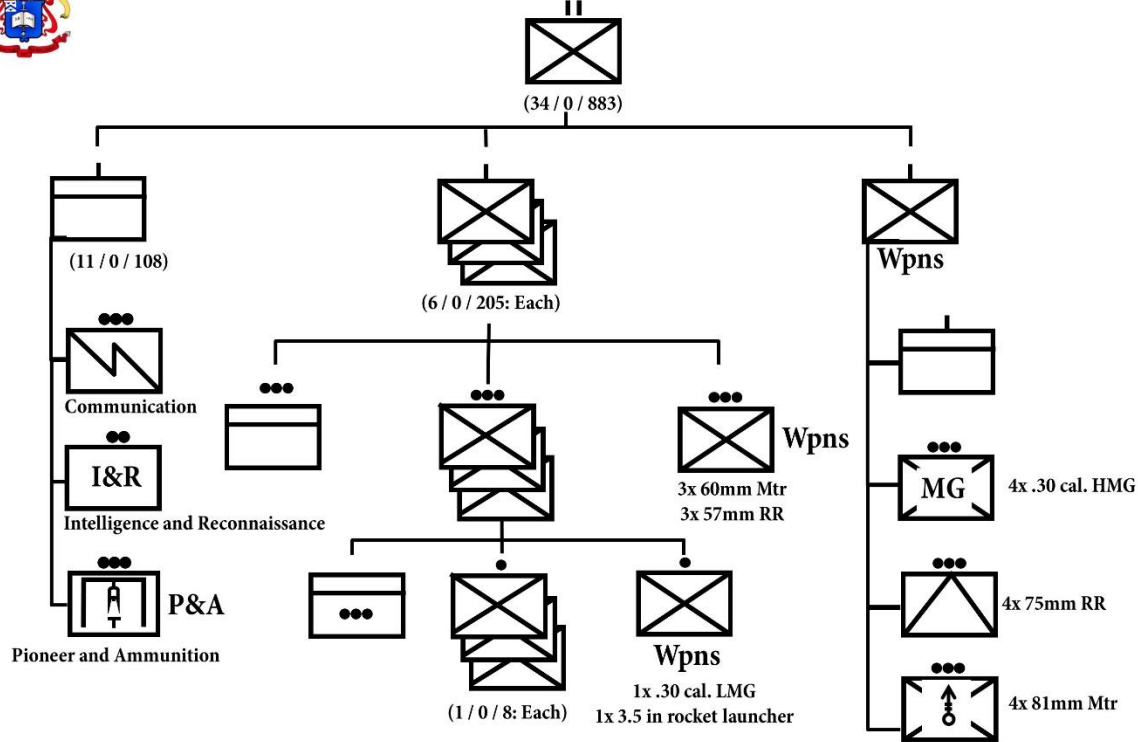 (34 / 0 / 883)
(11 / 0 / 108)
Communication
I&R
Intelligence and Reconnaissance
P&A
Pioneer and Ammunition
(6 / 0 / 205: Each)
Wpns
3x 60mm Mtr
3x 57mm RR
(1 / 0 / 8: Each)
Wpns
1x .30 cal. LMG
1x 3.5 in rocket launcher
Wpns
MG
4x .30 cal. HMG
4x 75mm RR
4x 81mm Mtr